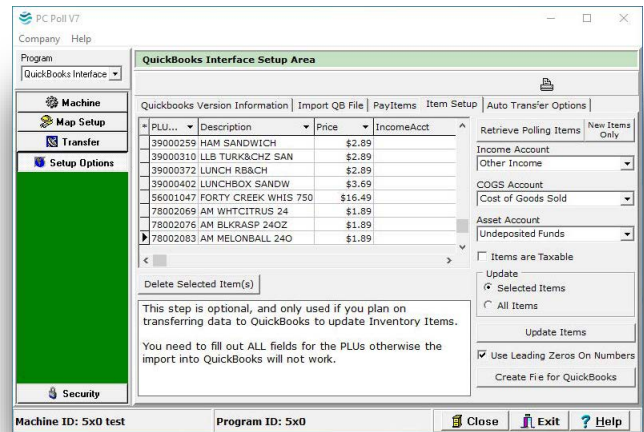 PC Poll V7
Company Help
Program
QuickBooks Interface
Machine
Map Setup
Transfer
Setup Options
Security
QuickBooks Interface Setup Area
Quickbooks Version Information | Import QB File | PayItems | Item Setup | Auto Transfer Options
* PLU... Description Price IncomeAcct
39000259 HAM SANDWICH $2.89
39000310 LLB TURK&CHZ SAN $2.89
39000372 LUNCH RB&CH $2.89
39000402 LUNCHBOX SANDW $3.69
56001047 FORTY CREEK WHIS 750 $16.49
78002069 AM WHTCITRUS 24 $1.89
78002076 AM BLKRASP 24OZ $1.89
78002083 AM MELONBALL 24O $1.89
Delete Selected Item(s)
This step is optional, and only used if you plan on
transferring data to QuickBooks to update Inventory Items.
You need to fill out ALL fields for the PLUs otherwise the
import into QuickBooks will not work.
Retrieve Polling Items
New Items
Only
Income Account
Other Income
COGS Account
Cost of Goods Sold
Asset Account
Undeposited Funds
Items are Taxable
Update
Selected Items
All Items
Update Items
Use Leading Zeros On Numbers
Create File for QuickBooks
Machine ID: 5x0 test
Program ID: 5x0
Close
Exit
Help